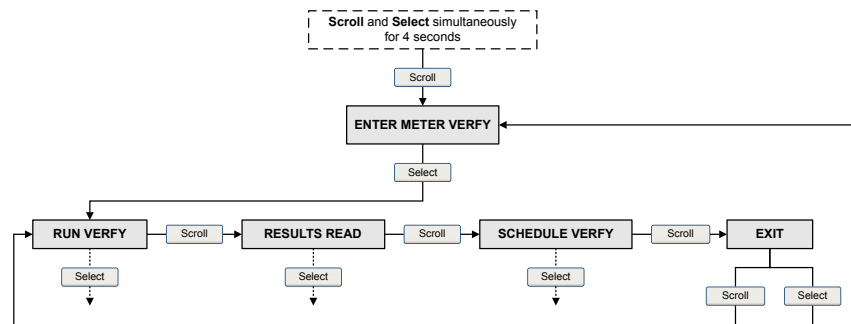 Scroll and Select simultaneously
for 4 seconds
Scroll
ENTER METER VERFY
Select
RUN VERFY
Scroll
RESULTS READ
Scroll
SCHEDULE VERFY
Scroll
EXIT
Select
Select
Select
Scroll
Select